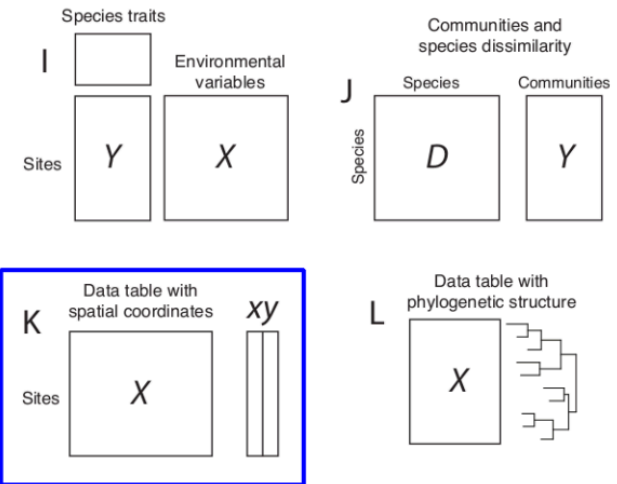 Species traits
I
Environmental
variables
Sites
Y
X
Communities and
species dissimilarity
J
Species
Communities
Species
D
Y
K
Data table with
spatial coordinates
xy
Sites
X
L
Data table with
phylogenetic structure
X